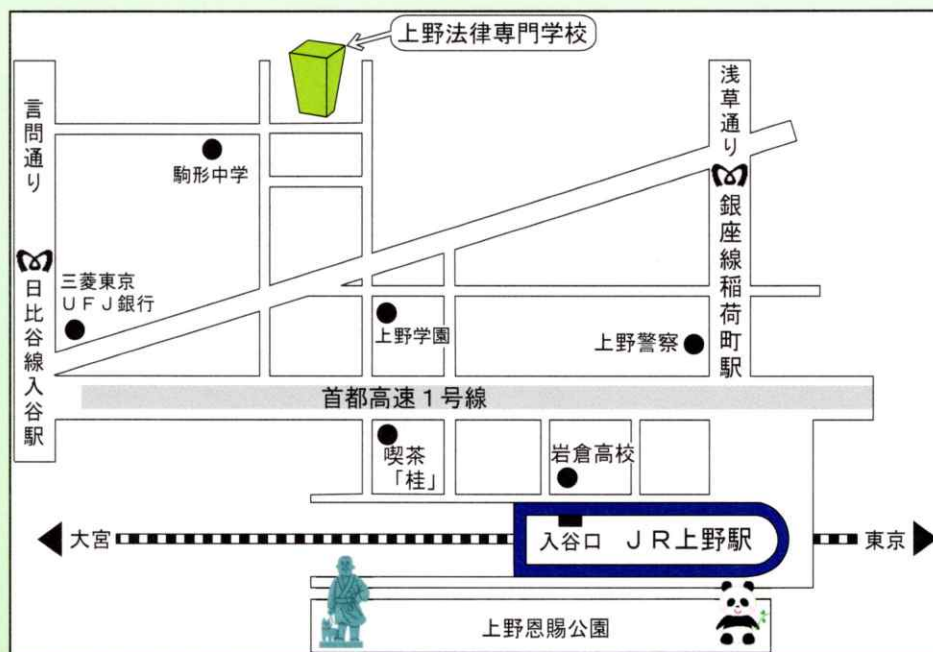 上野法律専門学校
言問通り
浅草通り
駒形中学
銀座線稲荷町駅
日比谷線入谷駅
三菱東京
UFJ銀行
上野学園
上野警察
首都高速1号線
喫茶
「桂」
岩倉高校
大宮
入谷口
JR上野駅
東京
上野恩賜公園